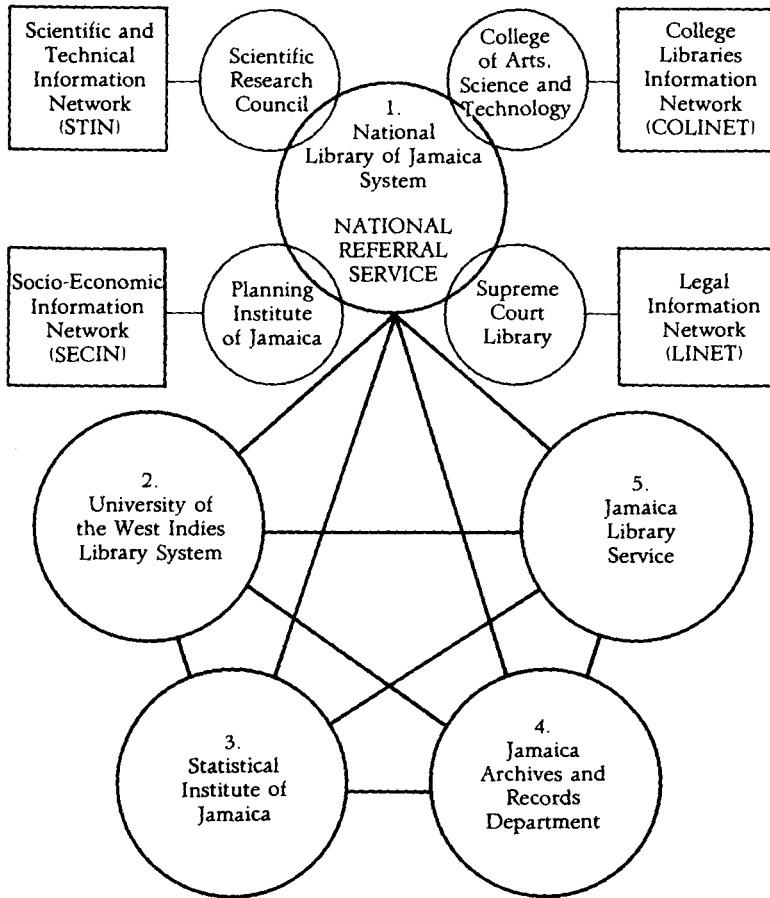 Scientific and
Technical
Information
Network
(STIN)
Scientific
Research
Council
College
of Arts,
Science and
Technology
College
Libraries
Information
Network
(COLINET)
1.
National
Library of Jamaica
System
NATIONAL
REFERRAL
SERVICE
Socio-Economic
Information
Network
(SECIN)
Planning
Institute
of Jamaica
Supreme
Court
Library
Legal
Information
Network
(LINET)
2.
University of
the West Indies
Library System
5.
Jamaica
Library
Service
3.
Statistical
Institute of
Jamaica
4.
Jamaica
Archives and
Records
Department